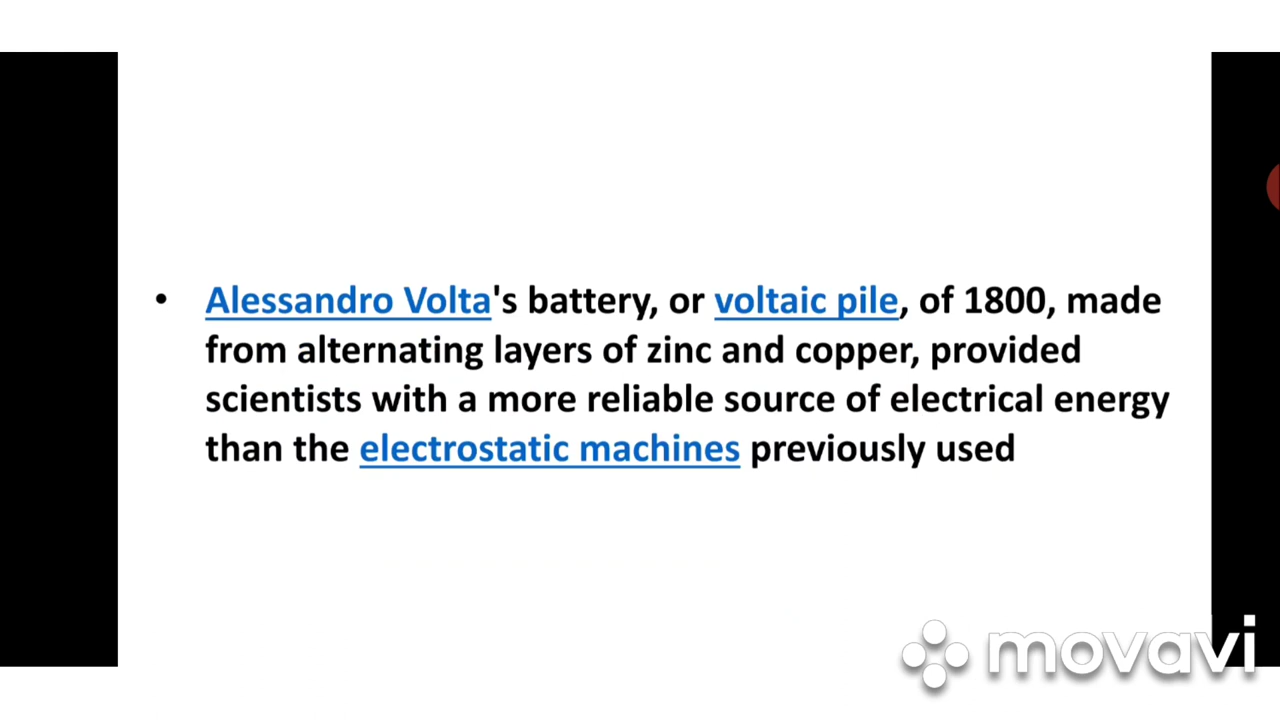 • Alessandro Volta's battery, or voltaic pile, of 1800, made
from alternating layers of zinc and copper, provided
scientists with a more reliable source of electrical energy
than the electrostatic machines previously used
movavi